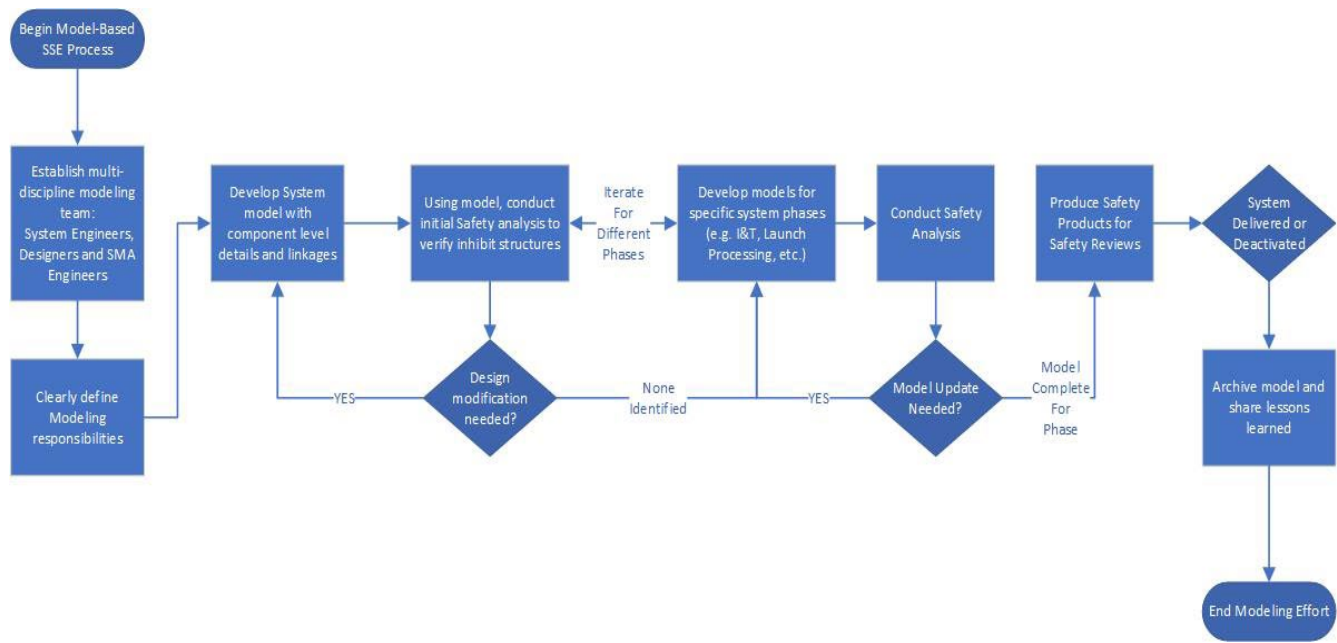 Begin Model-Based
SSE Process
Establish multi-
discipline modeling
team:
System Engineers,
Designers and SMA
Engineers
Clearly define
Modeling
responsibilities
Develop System
model with
component level
details and linkages
Using model, conduct
initial Safety analysis to
verify inhibit structures
Iterate
For
Different
Phases
Develop models for
specific system phases
(e.g. I&T, Launch
Processing, etc.)
Conduct Safety
Analysis
Produce Safety
Products for
Safety Reviews
System
Delivered or
Deactivated
YES
Design
modification
needed?
None
Identified
YES
Model Update
Needed?
Model
Complete
For
Phase
Archive model and
share lessons
learned
End Modeling Effort